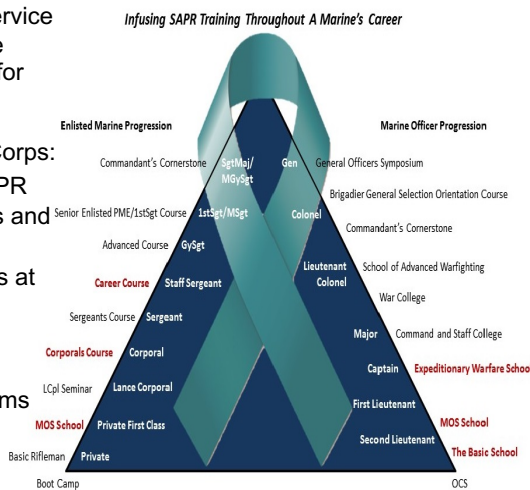 ervice
e
for
Corps:
PR
s and
s at
ms
Infusing SAPR Training Throughout A Marine's Career
Enlisted Marine Progression
Marine Officer Progression
Commandant's Cornerstone
SgtMaj/
MGySgt
Gen
General Officers Symposium
Brigadier General Selection Orientation Course
Senior Enlisted PME/1stSgt Course
1stSgt/MSgt
Colonel
Commandant's Cornerstone
Advanced Course
GySgt
Lieutenant
Colonel
School of Advanced Warfighting
Career Course
Staff Sergeant
War College
Sergeants Course
Sergeant
Major
Command and Staff College
Corporals Course
Corporal
Captain
Expeditionary Warfare School
LCpl Seminar
Lance Corporal
First Lieutenant
MOS School
Private First Class
MOS School
Second Lieutenant
The Basic School
Basic Rifleman
Private
Boot Camp
OCS